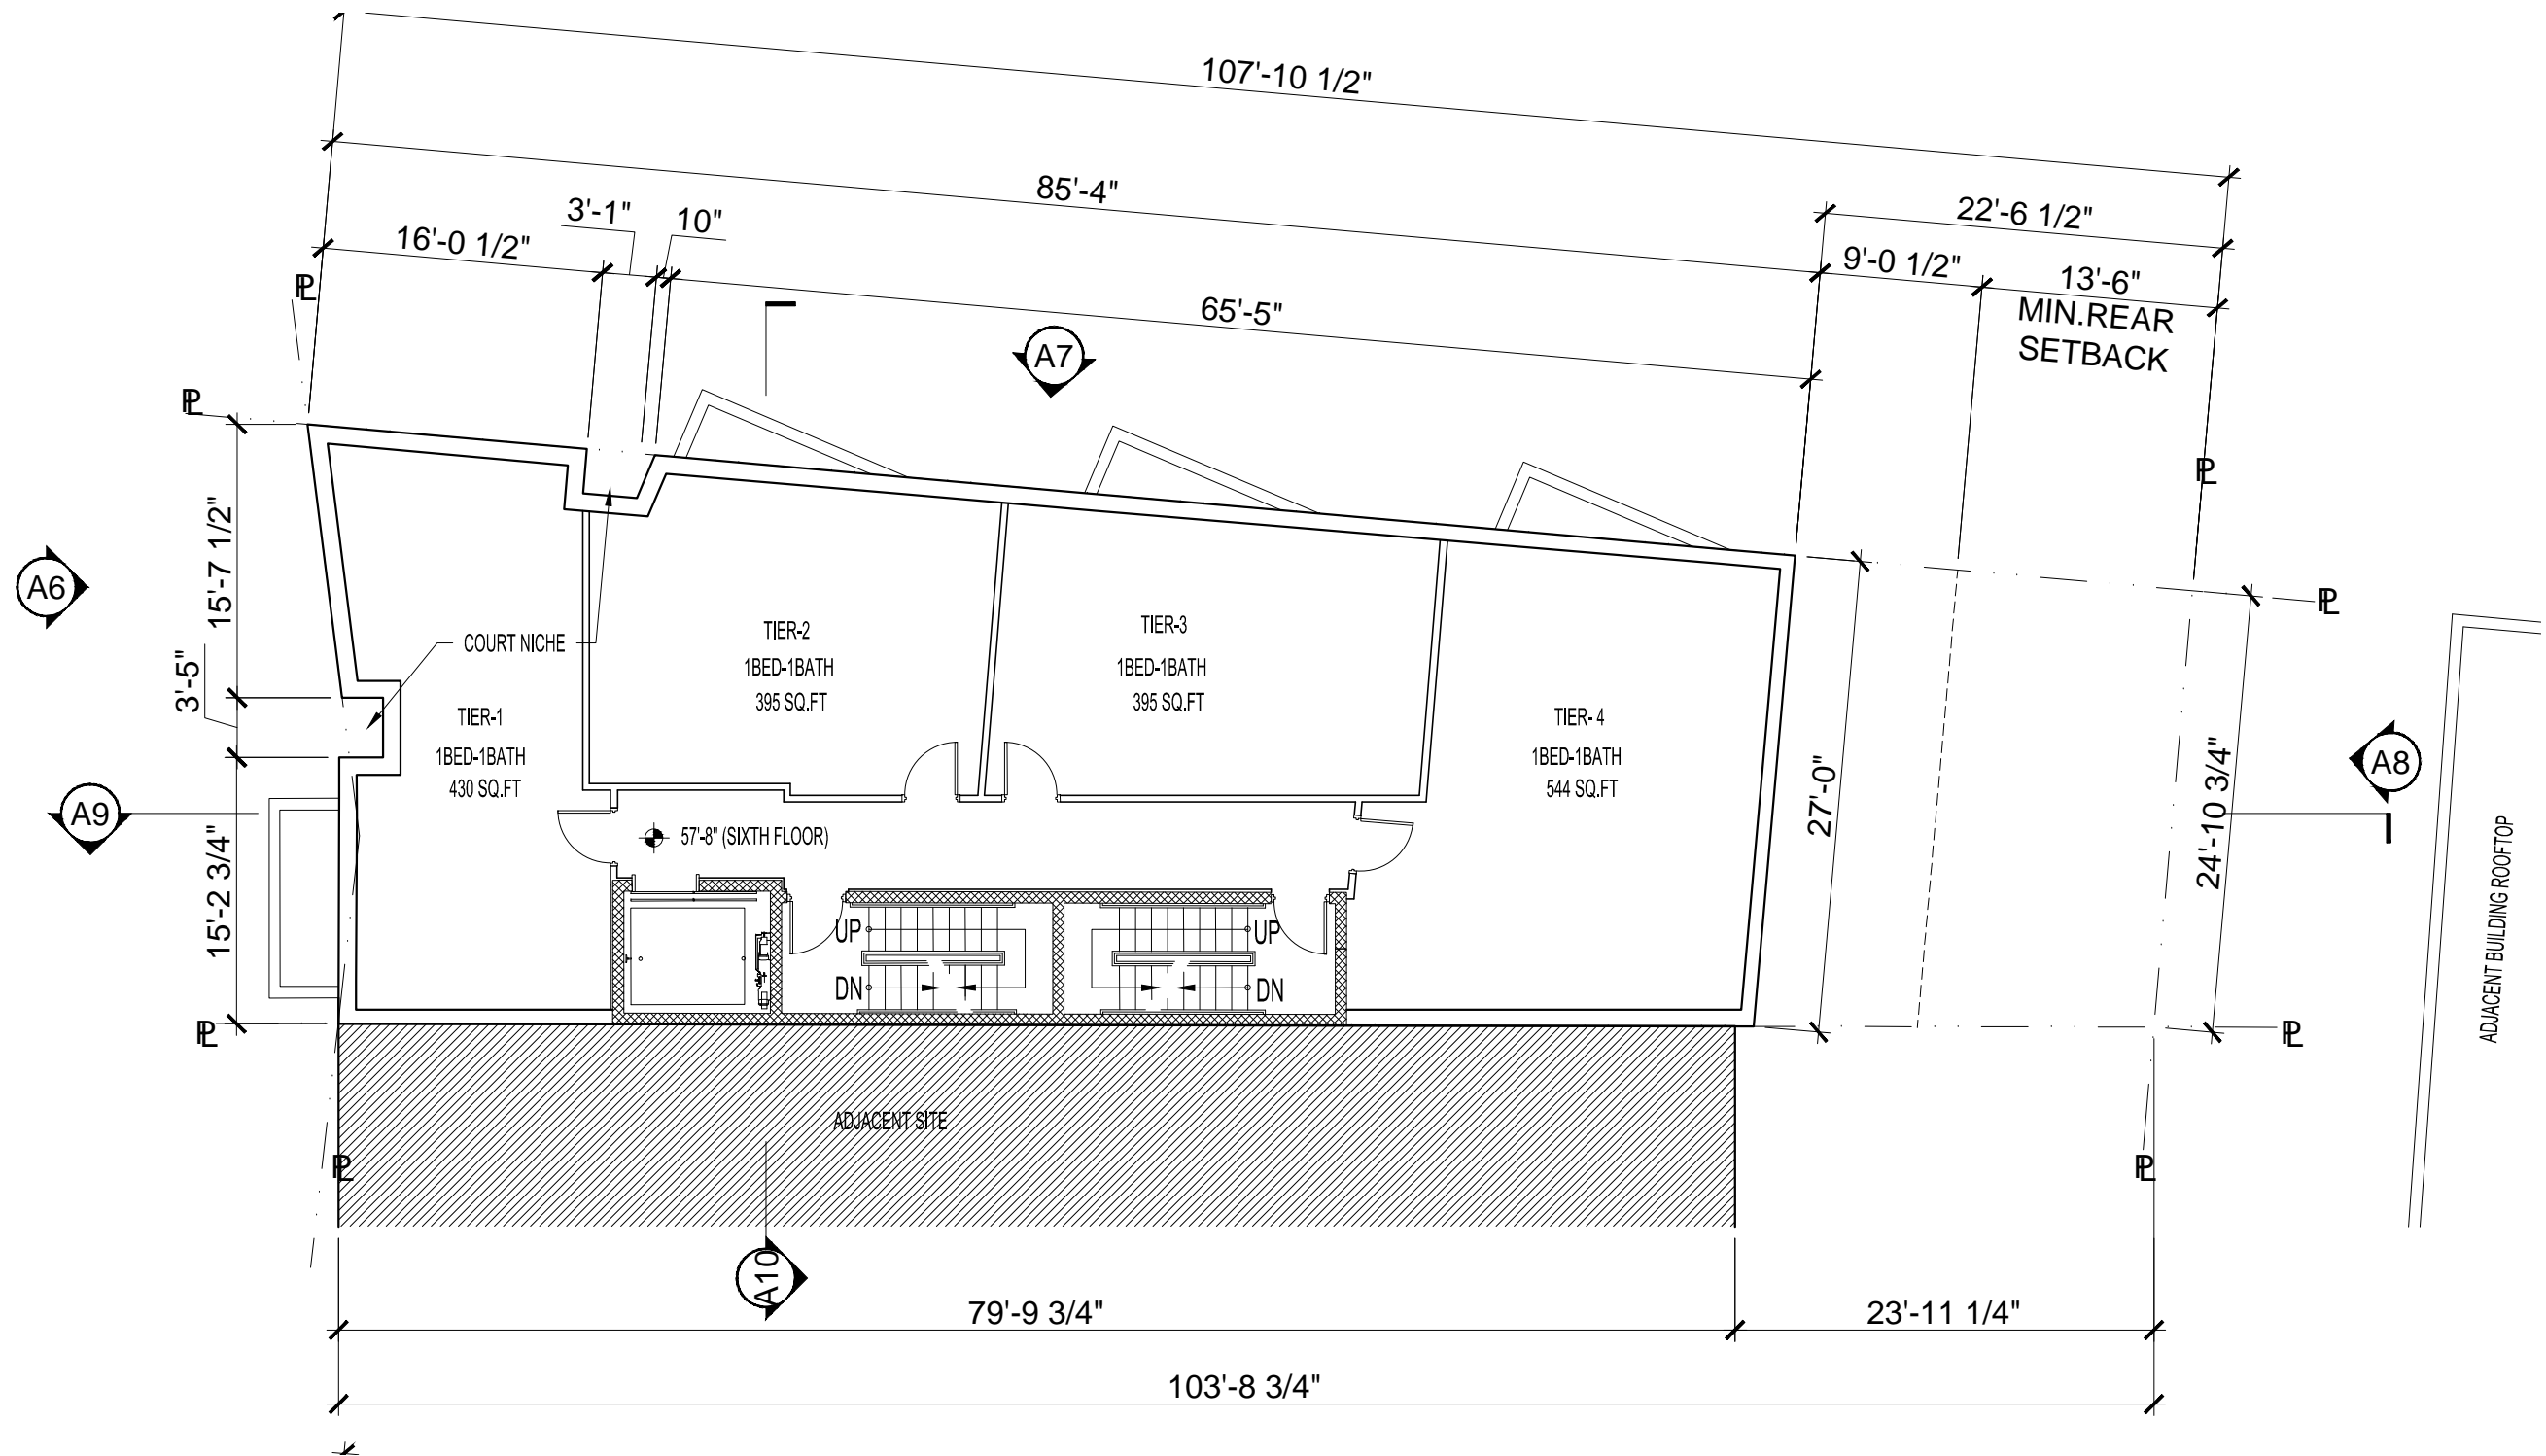 107'-10 1/2"
85'-4"
22'-6 1/2"
3'-1"
10"
16'-0 1/2"
9'-0 1/2"
13'-6"
MIN.REAR
SETBACK
65'-5"
PL
A7
PL
PL
15'-7 1/2"
A6
PL
COURT NICHE
TIER-2
1BED-1BATH
395 SQ.FT
TIER-3
1BED-1BATH
395 SQ.FT
3'-5"
TIER-1
1BED-1BATH
430 SQ.FT
TIER- 4
1BED-1BATH
544 SQ.FT
27'-0"
24'-10 3/4"
A8
A9
15'-2 3/4"
57'-8" (SIXTH FLOOR)
ADJACENT BUILDING ROOFTOP
UP
UP
DN
DN
PL
PL
ADJACENT SITE
PL
PL
A10
79'-9 3/4"
23'-11 1/4"
103'-8 3/4"